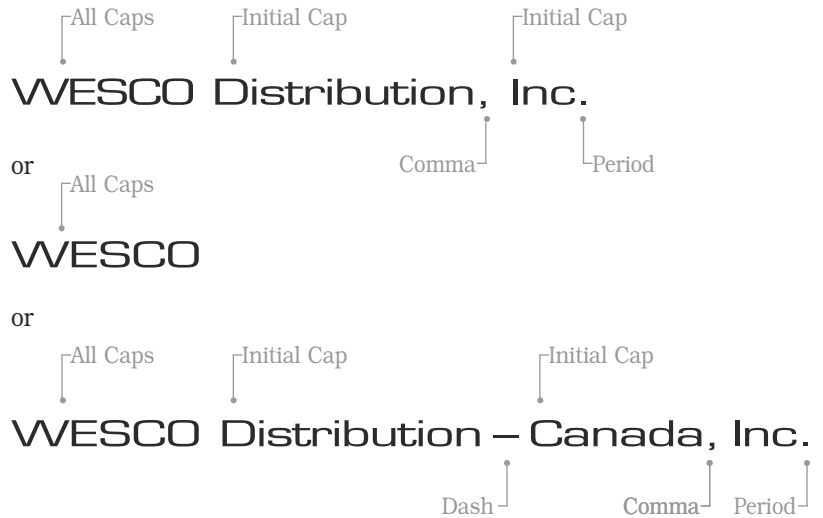 All Caps Initial Cap Initial Cap
WESCO Distribution, Inc.
Comma Period
or
All Caps
WESCO
or
All Caps Initial Cap Initial Cap
WESCO Distribution – Canada, Inc.
Dash Comma Period